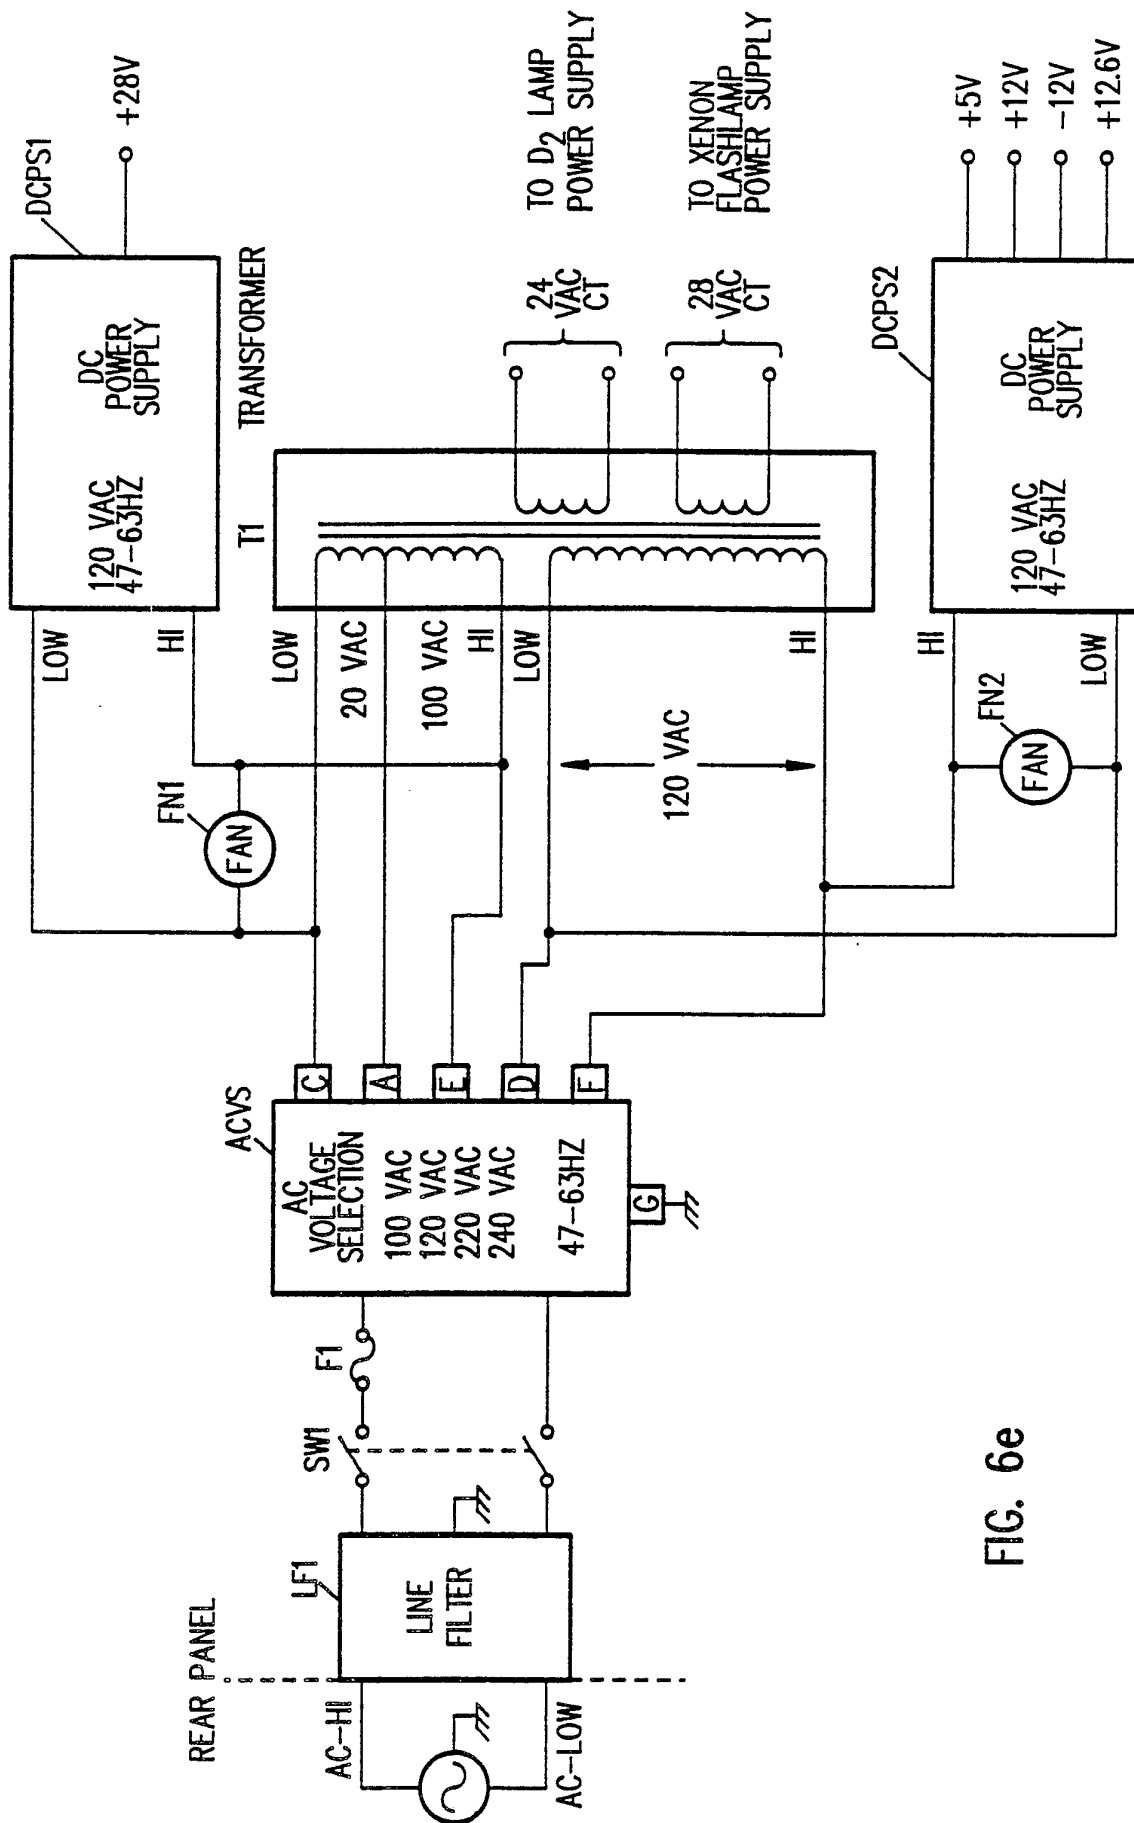 REAR PANEL
AC-HI
AC-LOW
LF1
LINE
FILTER
SW1
F1
ACVS
AC
VOLTAGE
SELECTION
100 VAC
120 VAC
220 VAC
240 VAC
47-63HZ
C
A
E
D
F
G
FN1
FAN
LOW
HI
120 VAC
47-63HZ
DC
POWER
SUPPLY
DCPS1
+28V
T1
TRANSFORMER
LOW
20 VAC
100 VAC
HI
LOW
120 VAC
HI
24
VAC
CT
TO D2 LAMP
POWER SUPPLY
28
VAC
CT
TO XENON
FLASHLAMP
POWER SUPPLY
FN2
FAN
HI
LOW
120 VAC
47-63HZ
DC
POWER
SUPPLY
DCPS2
+5V
+12V
-12V
+12.6V
FIG. 6e